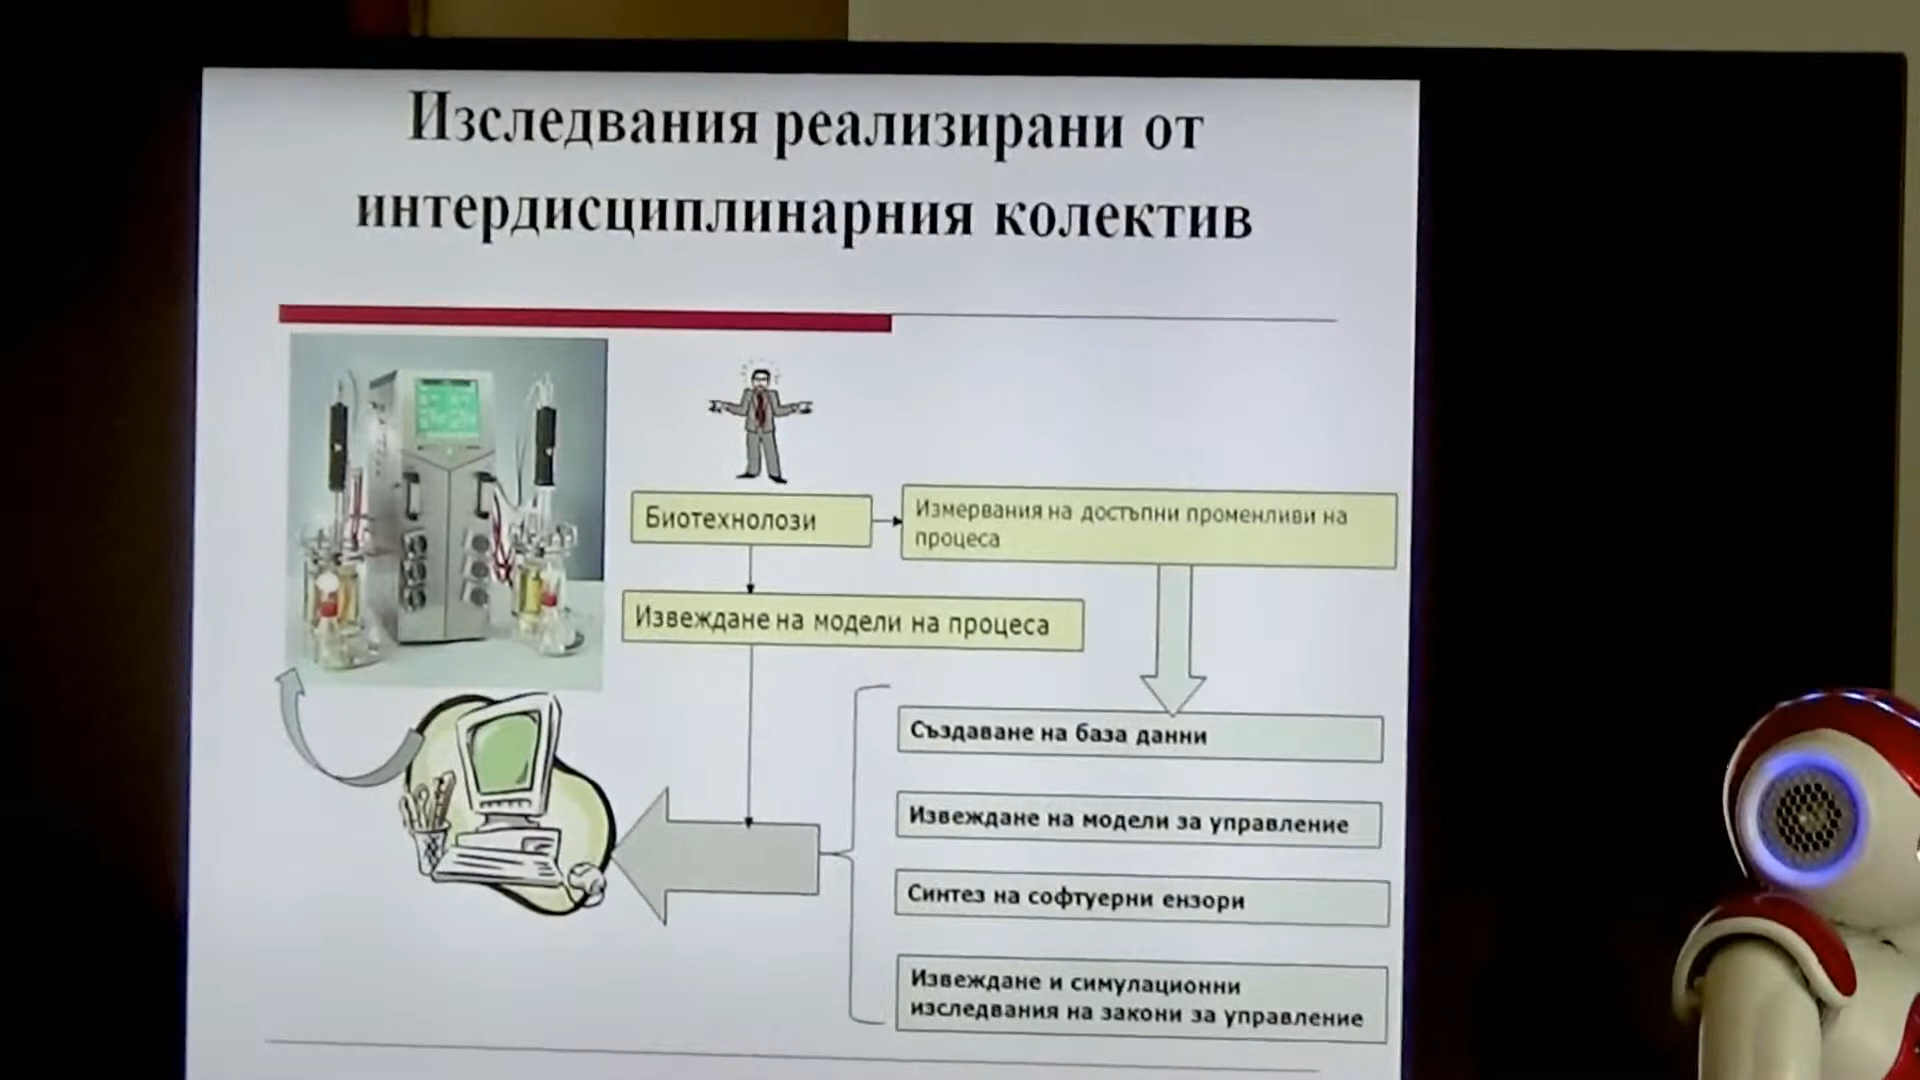 Изследвания реализирани от
интердисциплинарния колектив
Биотехнолози
Измервания на достъпни променливи на
процеса
Извеждане на модели на процеса
Създаване на база данни
Извеждане на модели за управление
Синтез на софтуерни ензори
Извеждане и симулационни
изследвания на закони за управление